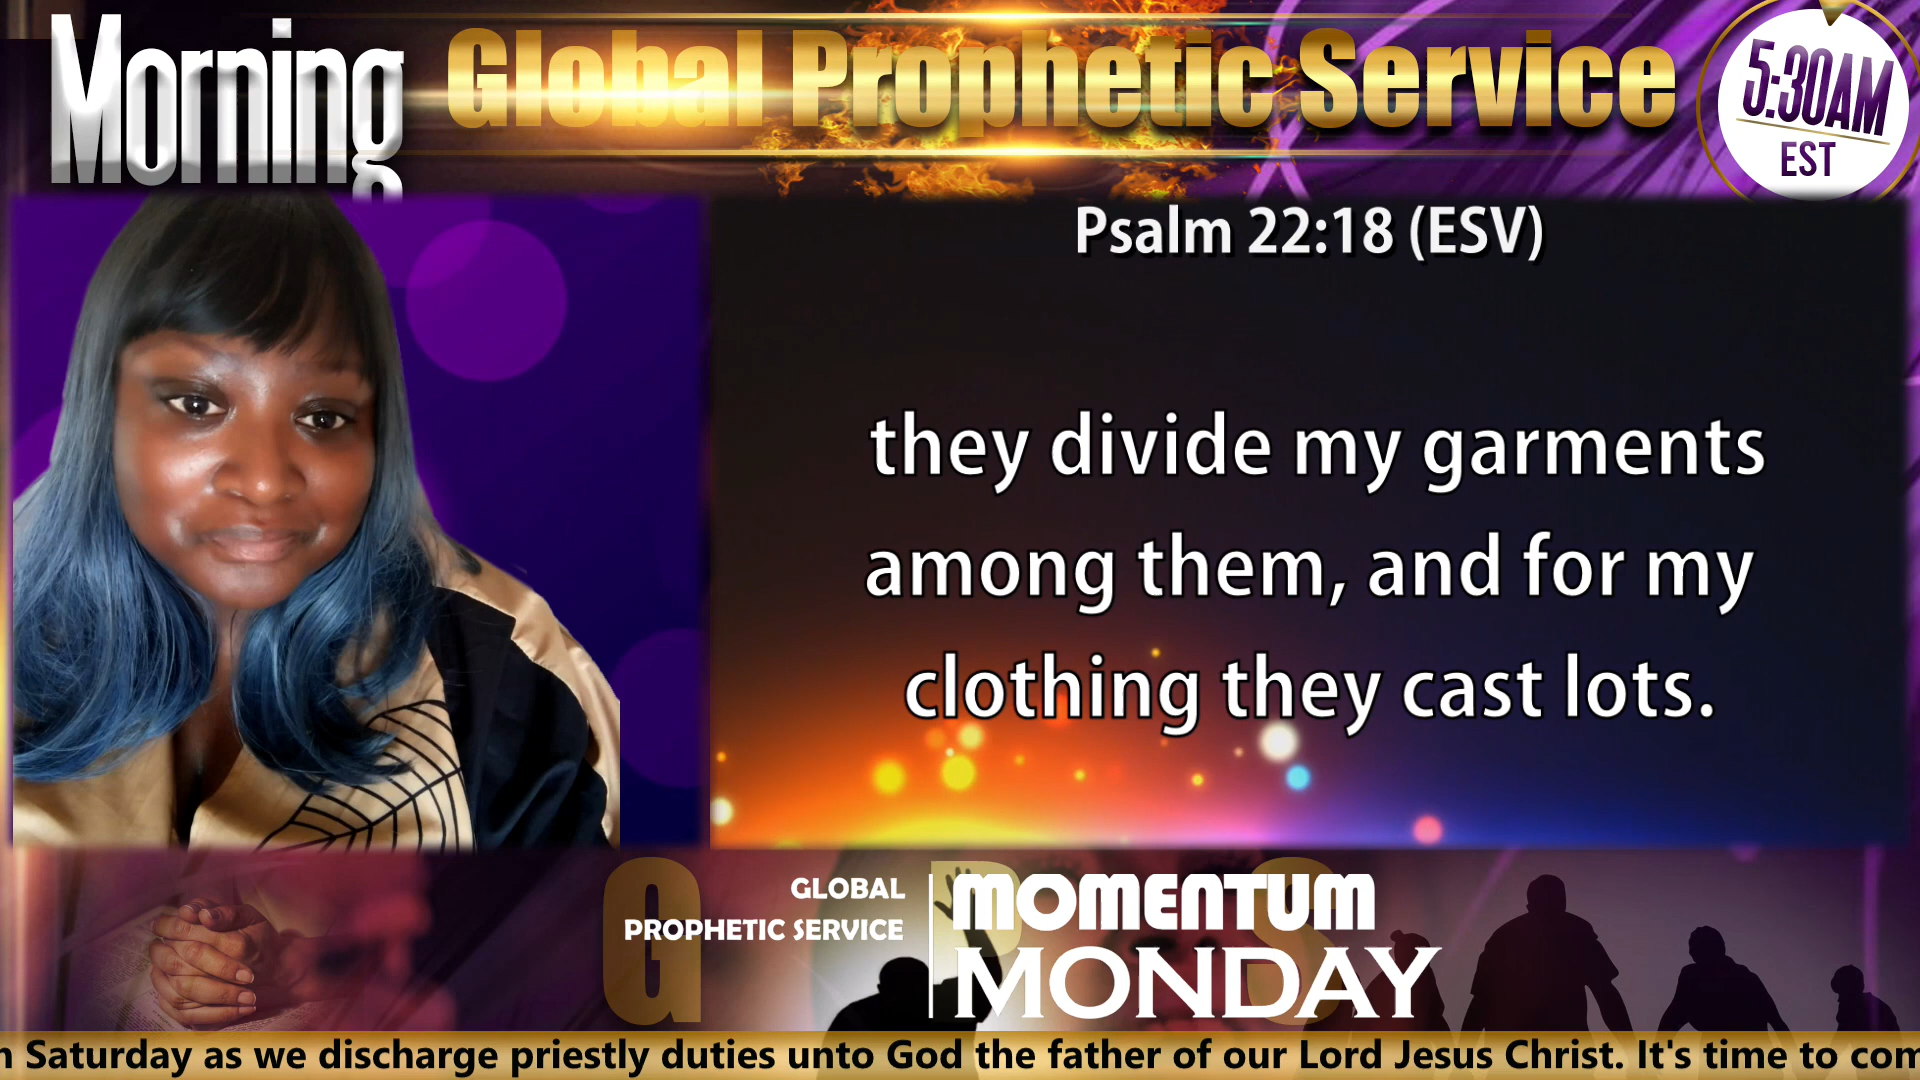 Morning
Global Prophetic Service
5:30AM
EST
Psalm 22:18 (ESV)
they divide my garments
among them, and for my
clothing they cast lots.
G P S
GLOBAL
PROPHETIC SERVICE
MOMENTUM
MONDAY
Saturday as we discharge priestly duties unto God the father of our Lord Jesus Christ. It's time to